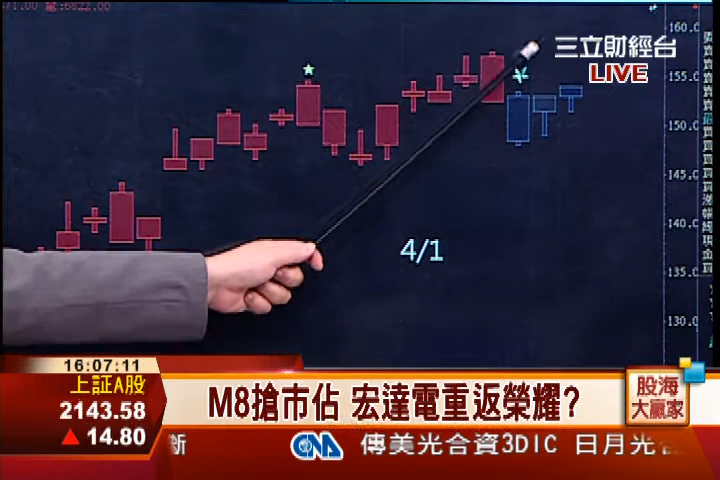 量:6822.00
160.0
三立財經台
LIVE
155.0
150.0
145.0
140.0
4/1
135.0
130.0
16:07:11
上証A股
2143.58
▲ 14.80
M8搶市佔 宏達電重返榮耀?
股海
大贏家
新 CNA 傳美光合資3DIC 日月光